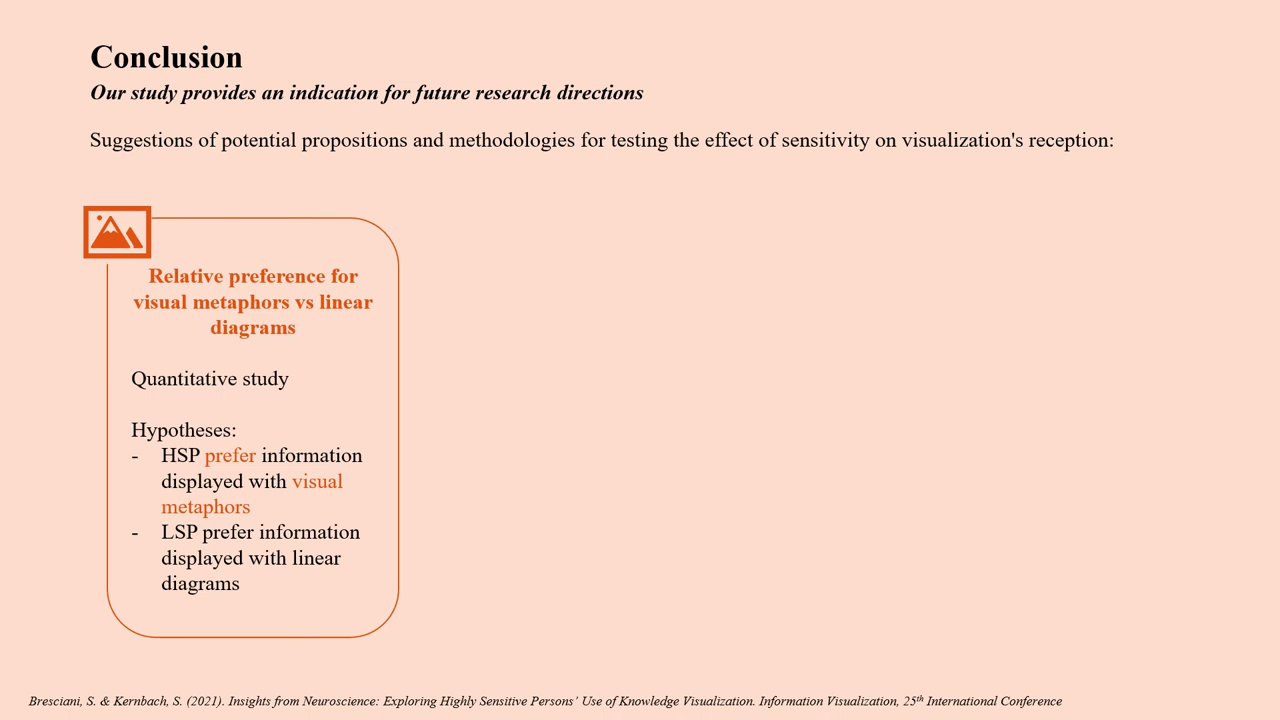 Conclusion
Our study provides an indication for future research directions
Suggestions of potential propositions and methodologies for testing the effect of sensitivity on visualization's reception:
Relative preference for
visual metaphors vs linear
diagrams
Quantitative study
Hypotheses:
- HSP prefer information
displayed with visual
metaphors
- LSP prefer information
displayed with linear
diagrams
Bresciani, S. & Kernbach, S. (2021). Insights from Neuroscience: Exploring Highly Sensitive Persons’ Use of Knowledge Visualization. Information Visualization, 25th International Conference